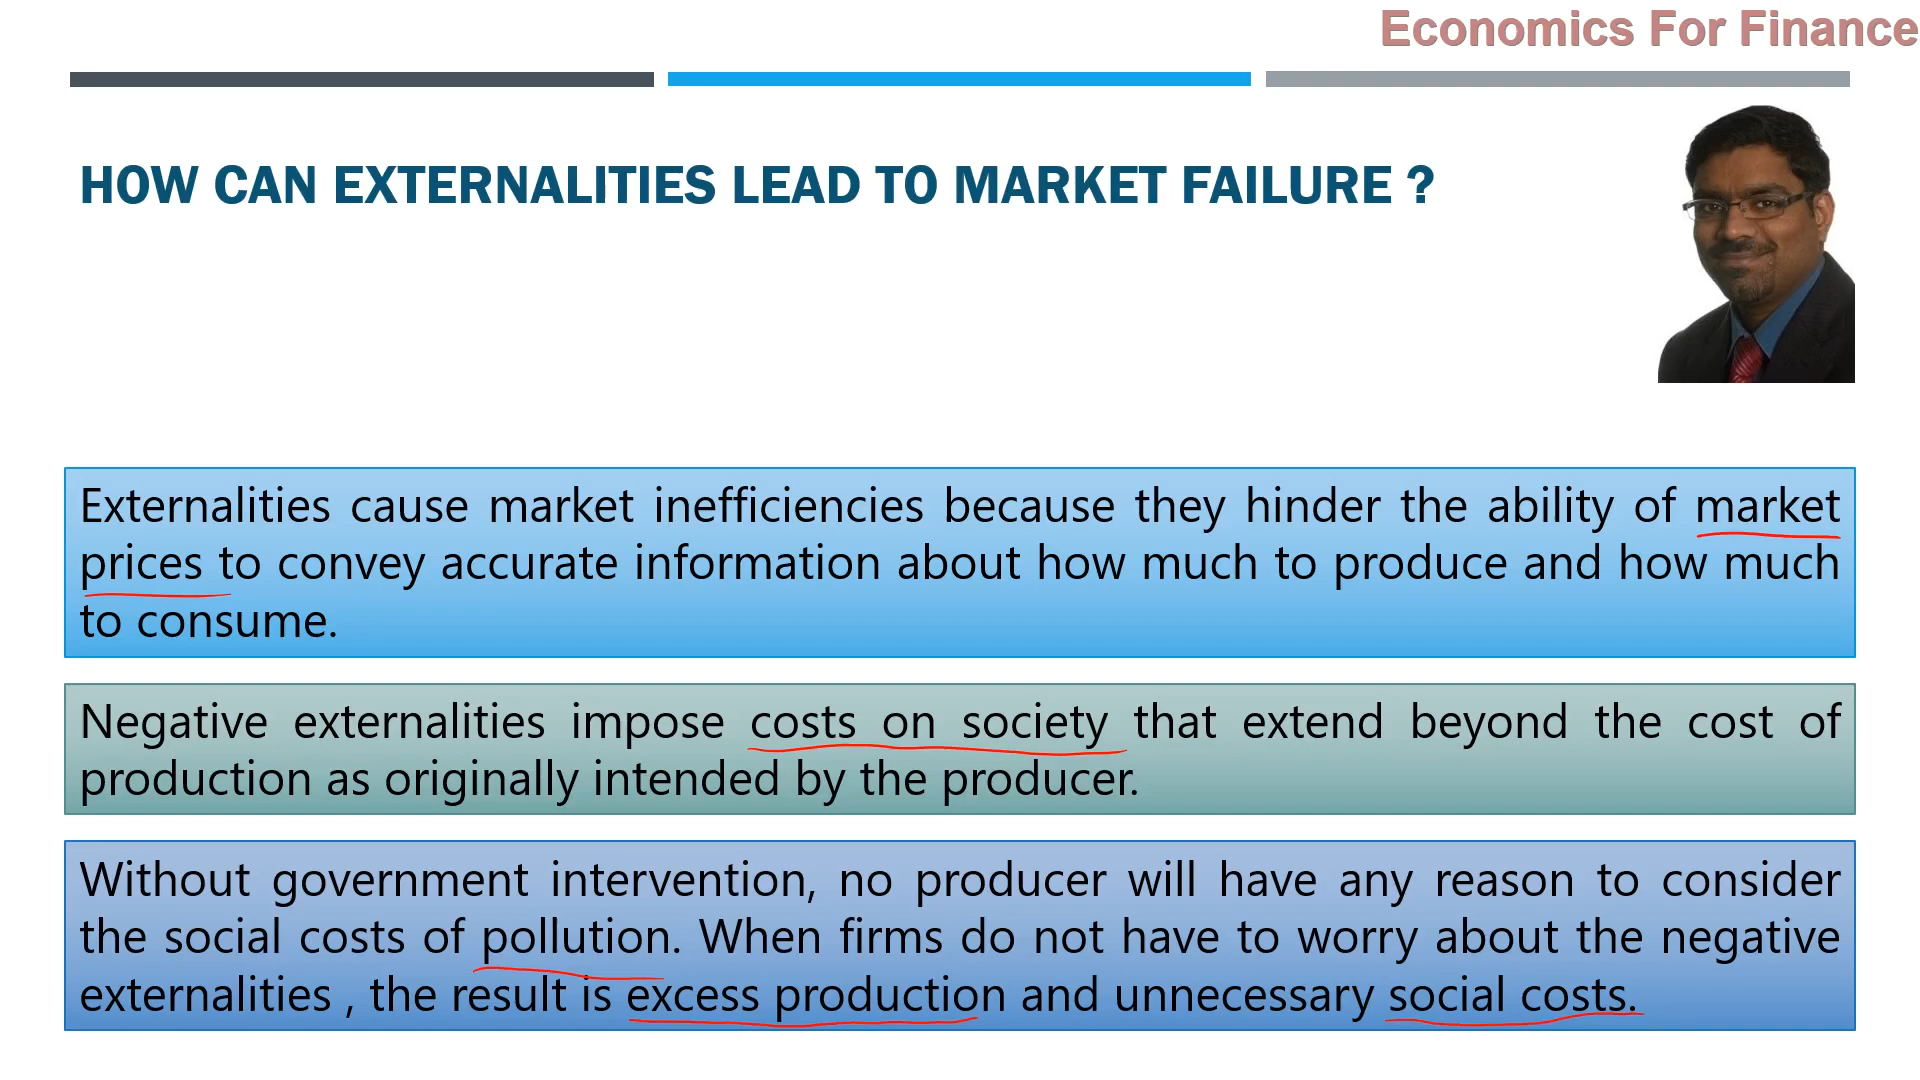 Economics For Finance
HOW CAN EXTERNALITIES LEAD TO MARKET FAILURE ?
Externalities cause market inefficiencies because they hinder the ability of market
prices to convey accurate information about how much to produce and how much
to consume.
Negative externalities impose costs on society that extend beyond the cost of
production as originally intended by the producer.
Without government intervention, no producer will have any reason to consider
the social costs of pollution. When firms do not have to worry about the negative
externalities , the result is excess production and unnecessary social costs.